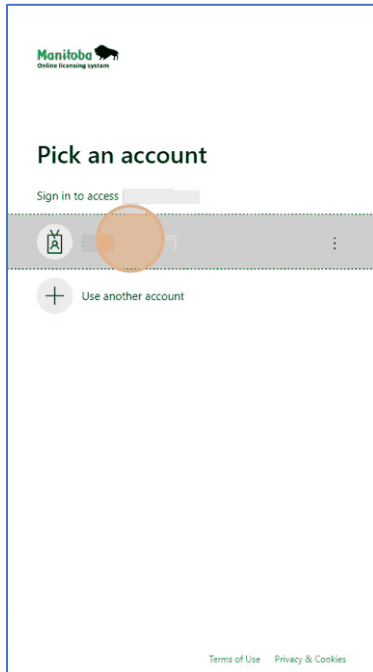 Manitoba
Online licensing system
Pick an account
Sign in to access
Use another account
Terms of Use Privacy & Cookies